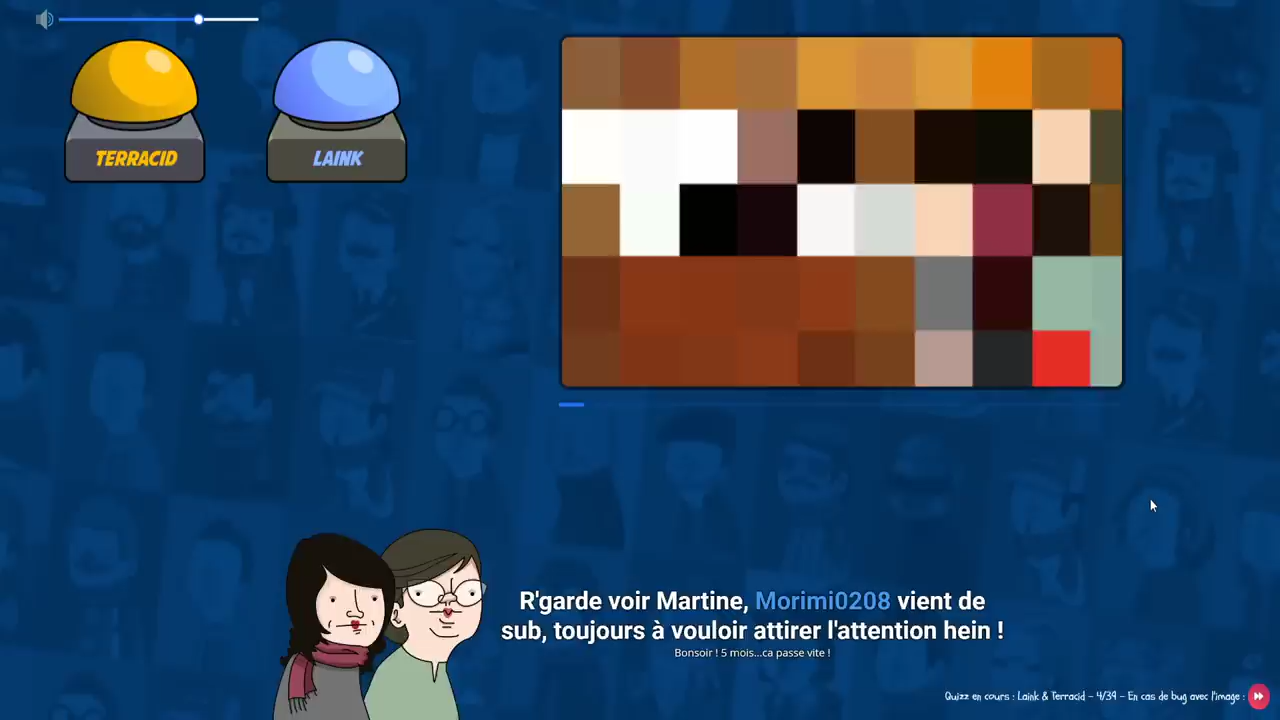 TERRACID
LAINK
R'garde voir Martine, Morimi0208 vient de
sub, toujours à vouloir attirer l'attention hein !
Bonsoir ! 5 mois...ca passe vite !
Quizz en cours : Laink & Terracid - 4/39 - En cas de bug avec l'image :